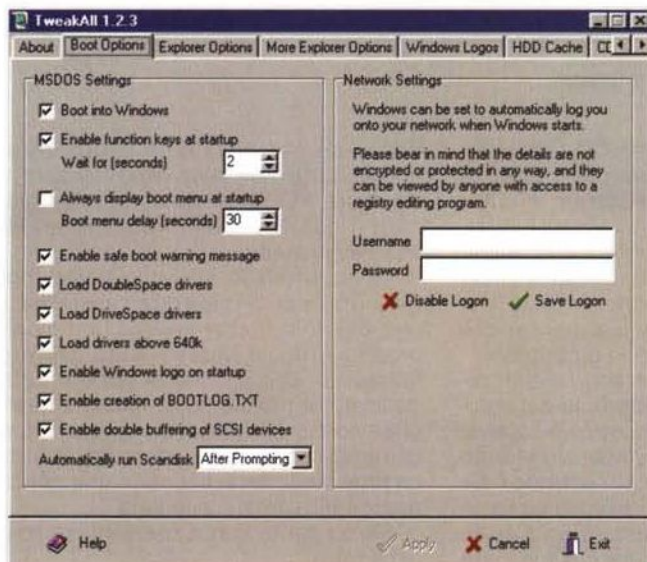 TweakAll 1.2.3
About
Boot Options
Explorer Options
More Explorer Options
Windows Logos
HDD Cache
MSDOS Settings
Boot into Windows
Enable function keys at startup
Wait for (seconds)
2
Always display boot menu at startup
Boot menu delay (seconds)
30
Enable safe boot warning message
Load DoubleSpace drivers
Load DriveSpace drivers
Load drivers above 640k
Enable Windows logo on startup
Enable creation of BOOTLOG.TXT
Enable double buffering of SCSI devices
Automatically run Scandisk
After Prompting
Network Settings
Windows can be set to automatically log you
onto your network when Windows starts.
Please bear in mind that the details are not
encrypted or protected in any way, and they
can be viewed by anyone with access to a
registry editing program.
Username
Password
Disable Logon
Save Logon
Help
Apply
Cancel
Exit